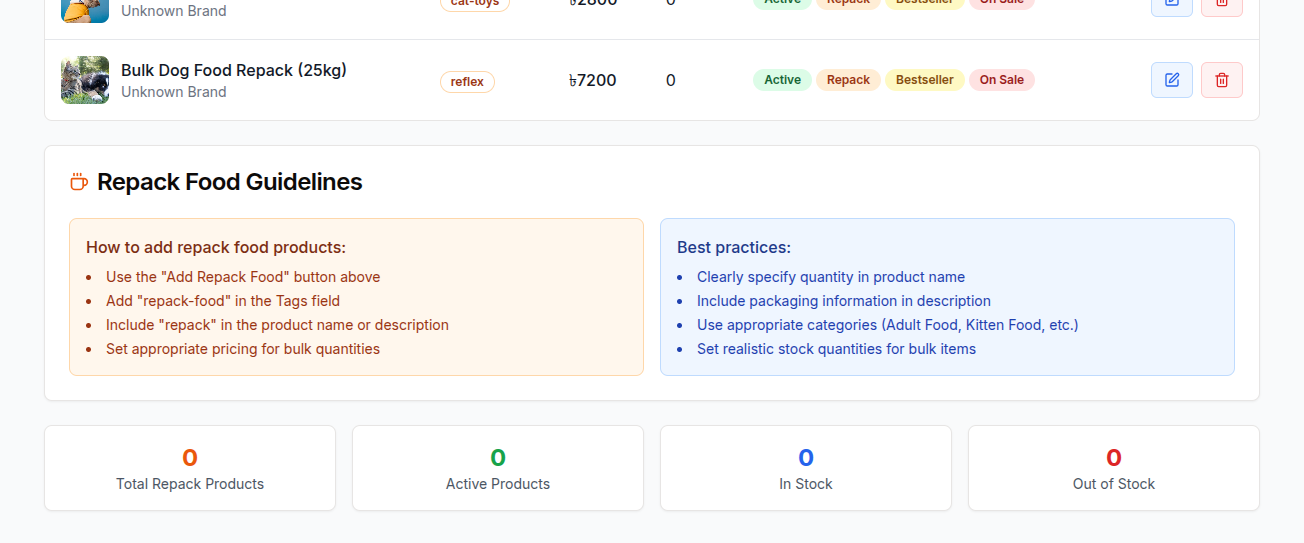 cat-toys
৳2800
0
Active
Repack
Bestseller
On Sale
Unknown Brand
Bulk Dog Food Repack (25kg)
Unknown Brand
reflex
৳7200
0
Active
Repack
Bestseller
On Sale
Repack Food Guidelines
How to add repack food products:
Use the "Add Repack Food" button above
Add "repack-food" in the Tags field
Include "repack" in the product name or description
Set appropriate pricing for bulk quantities
Best practices:
Clearly specify quantity in product name
Include packaging information in description
Use appropriate categories (Adult Food, Kitten Food, etc.)
Set realistic stock quantities for bulk items
0
Total Repack Products
0
Active Products
0
In Stock
0
Out of Stock